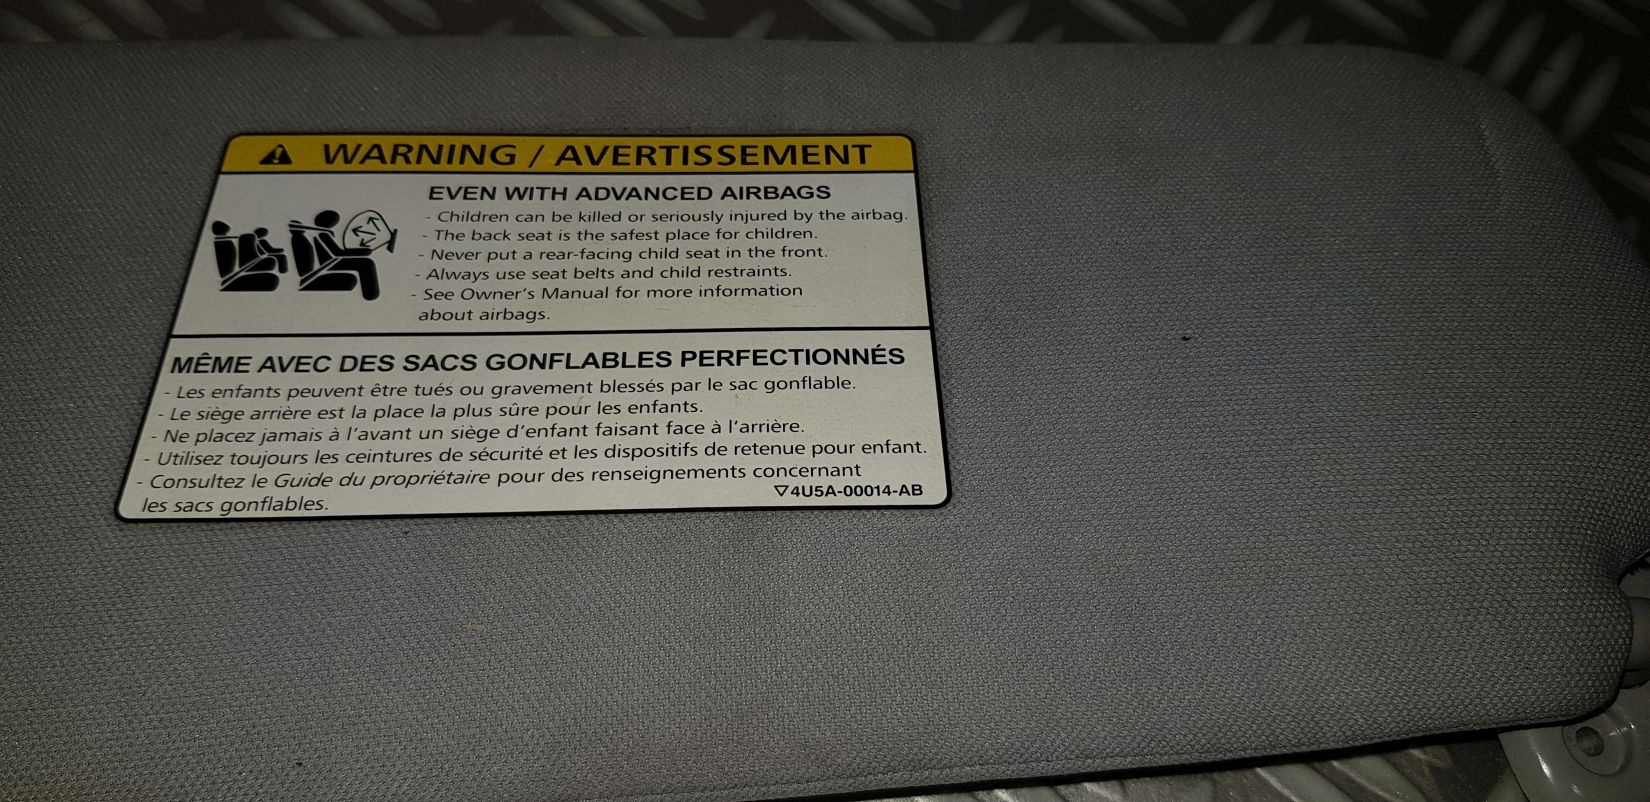 WARNING / AVERTISSEMENT
EVEN WITH ADVANCED AIRBAGS
- Children can be killed or seriously injured by the airbag.
- The back seat is the safest place for children.
- Never put a rear-facing child seat in the front.
- Always use seat belts and child restraints.
- See Owner's Manual for more information
about airbags.
MÊME AVEC DES SACS GONFLABLES PERFECTIONNÉS
- Les enfants peuvent être tués ou gravement blessés par le sac gonflable.
- Le siège arrière est la place la plus sûre pour les enfants.
- Ne placez jamais à l'avant un siège d'enfant faisant face à l'arrière.
- Utilisez toujours les ceintures de sécurité et les dispositifs de retenue pour enfant.
- Consultez le Guide du propriétaire pour des renseignements concernant
les sacs gonflables.
▽4U5A-00014-AB